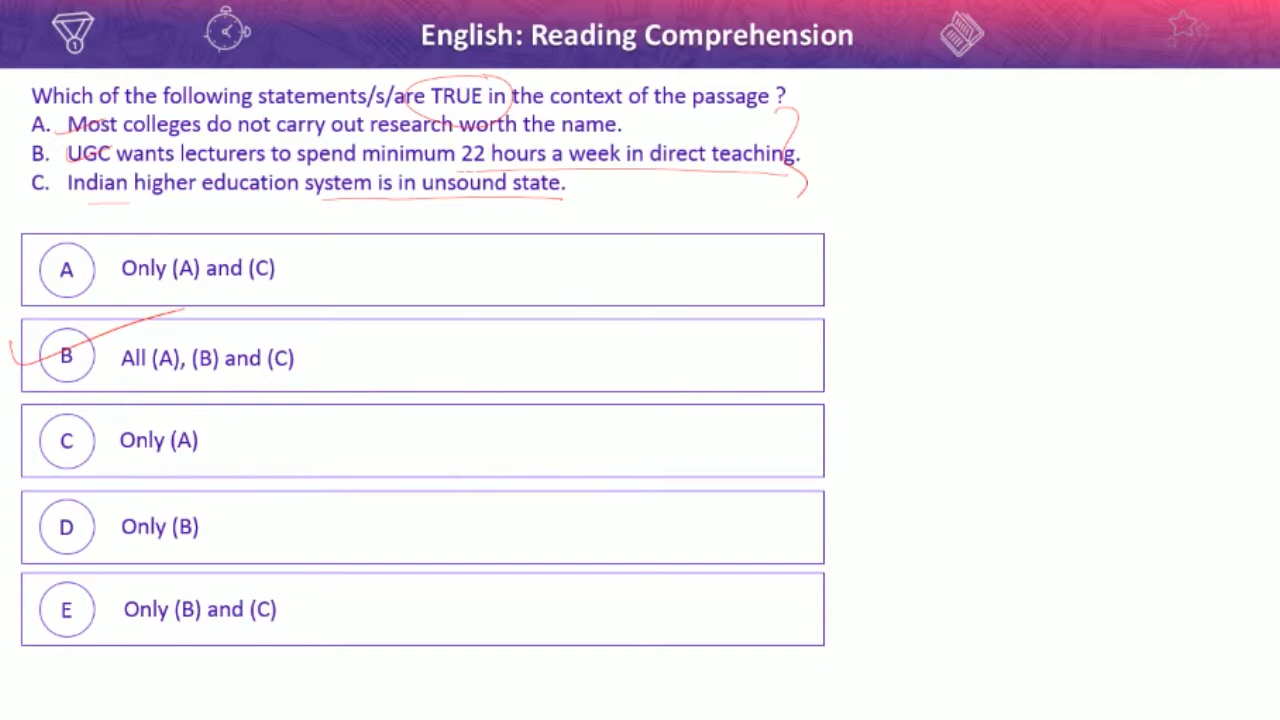 English: Reading Comprehension
1
Which of the following statements/s/are TRUE in the context of the passage ?
A. Most colleges do not carry out research worth the name.
B. UGC wants lecturers to spend minimum 22 hours a week in direct teaching.
C. Indian higher education system is in unsound state.
A Only (A) and (C)
B All (A), (B) and (C)
C Only (A)
D Only (B)
E Only (B) and (C)